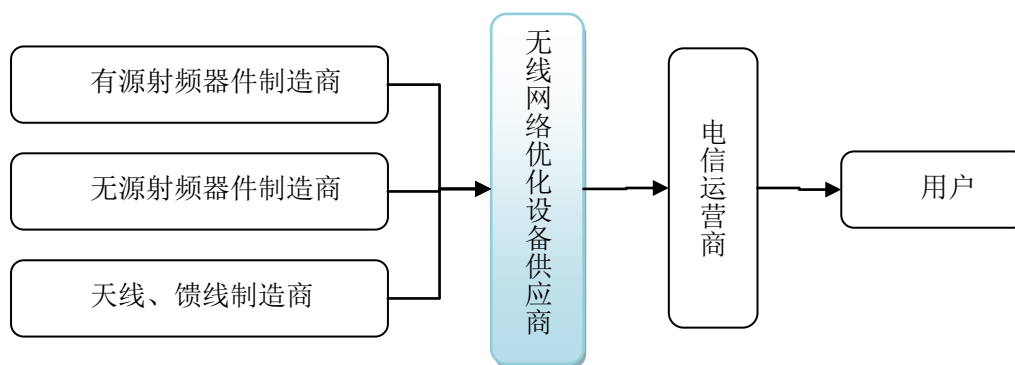 有源射频器件制造商
无源射频器件制造商
天线、馈线制造商
无线网络优化设备供应商
电信运营商
用户